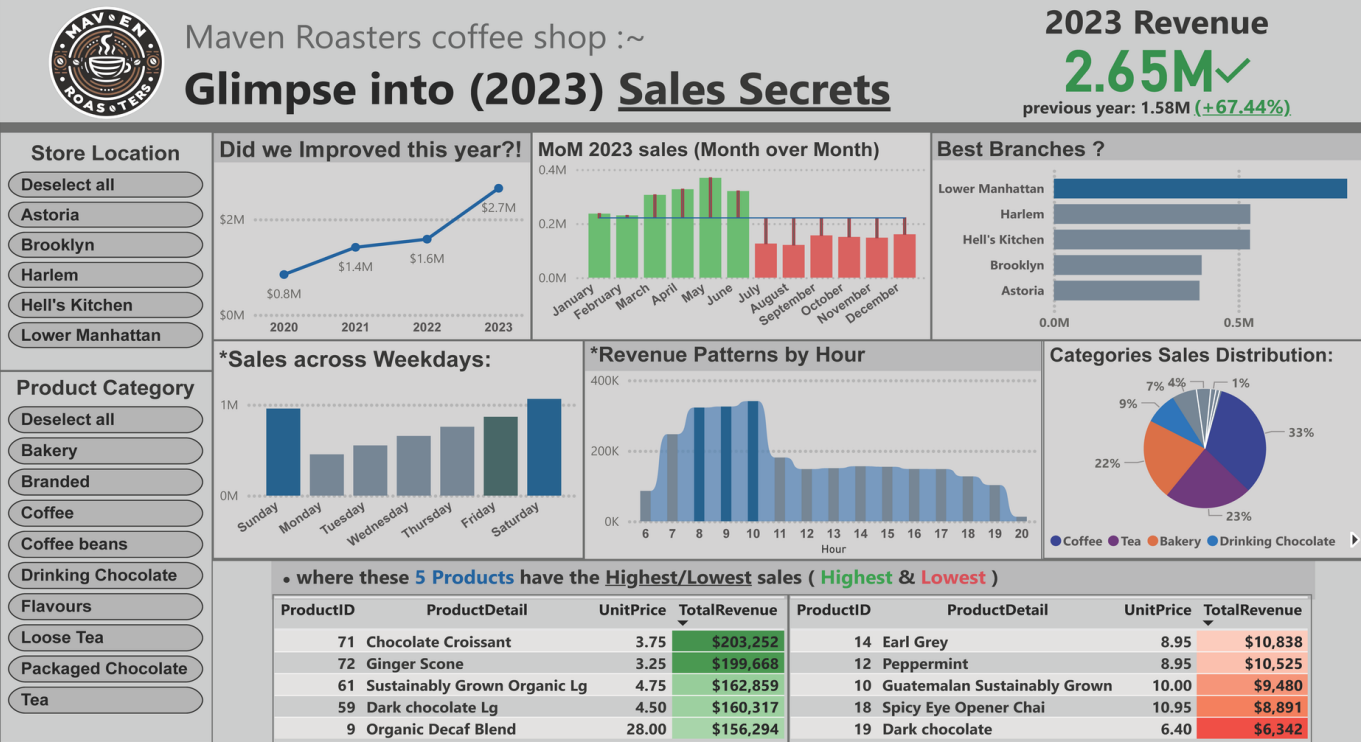 MAVEN
ROASTERS
Maven Roasters coffee shop :~
Glimpse into (2023) Sales Secrets
2023 Revenue
2.65M✓
previous year: 1.58M (+67.44%)
Store Location
Deselect all
Astoria
Brooklyn
Harlem
Hell's Kitchen
Lower Manhattan
Product Category
Deselect all
Bakery
Branded
Coffee
Coffee beans
Drinking Chocolate
Flavours
Loose Tea
Packaged Chocolate
Tea
Did we Improved this year?!
$2M
$0M
$0.8M
$1.4M
$1.6M
$2.7M
2020 2021 2022 2023
MoM 2023 sales (Month over Month)
0.4M
0.2M
0.0M
January February March April May June July August September October November December
Best Branches ?
Lower Manhattan
Harlem
Hell's Kitchen
Brooklyn
Astoria
0.0M 0.5M
*Sales across Weekdays:
1M
0M
Sunday Monday Tuesday Wednesday Thursday Friday Saturday
*Revenue Patterns by Hour
400K
200K
0K
6 7 8 9 10 11 12 13 14 15 16 17 18 19 20
Hour
Categories Sales Distribution:
7% 4% 1%
9%
33%
22%
23%
Coffee Tea Bakery Drinking Chocolate
• where these 5 Products have the Highest/Lowest sales ( Highest & Lowest )
ProductID ProductDetail UnitPrice TotalRevenue
71 Chocolate Croissant 3.75 $203,252
72 Ginger Scone 3.25 $199,668
61 Sustainably Grown Organic Lg 4.75 $162,859
59 Dark chocolate Lg 4.50 $160,317
9 Organic Decaf Blend 28.00 $156,294
ProductID ProductDetail UnitPrice TotalRevenue
14 Earl Grey 8.95 $10,838
12 Peppermint 8.95 $10,525
10 Guatemalan Sustainably Grown 10.00 $9,480
18 Spicy Eye Opener Chai 10.95 $8,891
19 Dark chocolate 6.40 $6,342